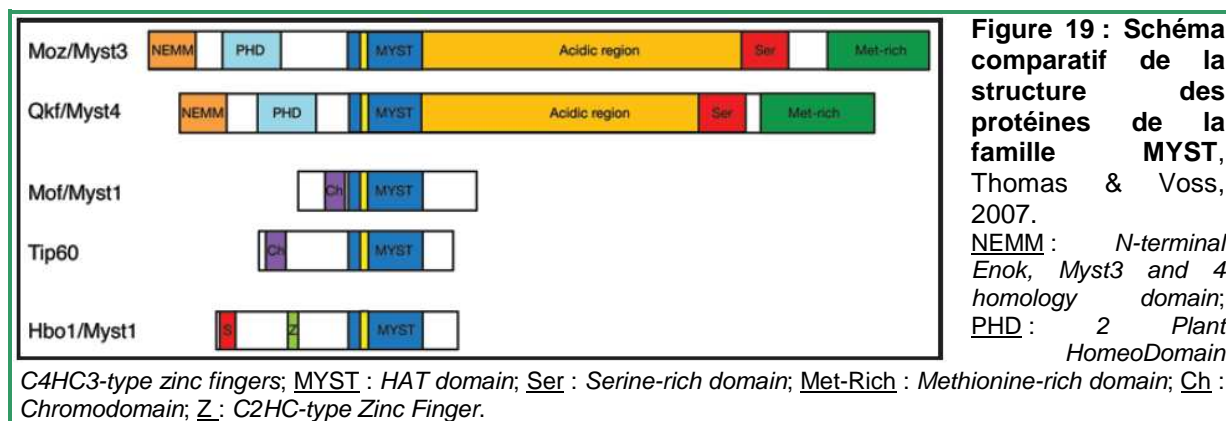 Moz/Myst3 NEMM PHD MYST Acidic region Ser Met-rich
Qkf/Myst4 NEMM PHD MYST Acidic region Ser Met-rich
Mof/Myst1 Ch MYST
Tip60 Ch MYST
Hbo1/Myst1 S Z MYST
Figure 19 : Schéma
comparatif de la
structure des
protéines de la
famille MYST,
Thomas & Voss,
2007.
NEMM : N-terminal
Enok, Myst3 and 4
homology domain;
PHD : 2 Plant
HomeoDomain
C4HC3-type zinc fingers; MYST : HAT domain; Ser : Serine-rich domain; Met-Rich : Methionine-rich domain; Ch :
Chromodomain; Z : C2HC-type Zinc Finger.